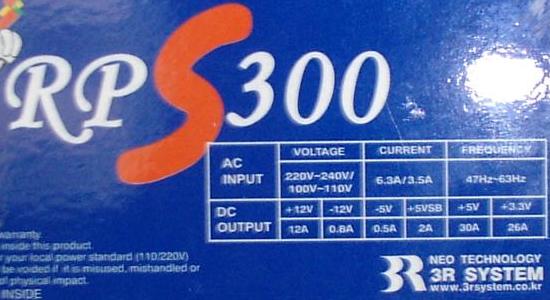 RPS300
VOLTAGE CURRENT FREQUENCY
AC INPUT 220V~240V/ 100V~110V 6.3A/3.5A 47Hz~63Hz
DC OUTPUT +12V -12V -5V +5VSB +5V +3.3V
12A 0.8A 0.5A 2A 30A 26A
warranty.
inside this product.
your local power standard (110/220V)
be voided if it is misused, mishandled or
of physical impact.
INSIDE
3R NEO TECHNOLOGY
3R SYSTEM
www.3rsystem.co.kr